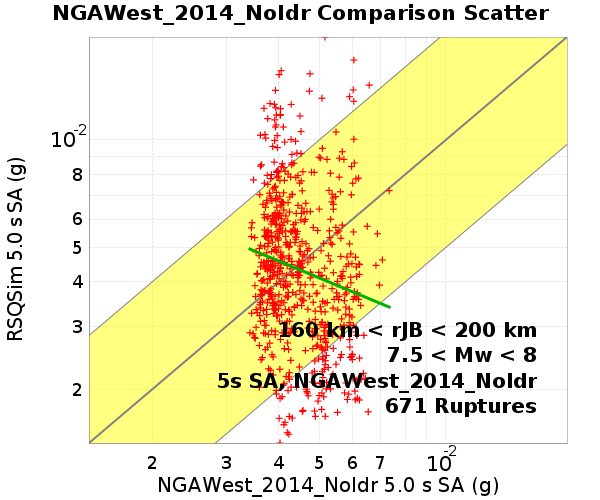 NGAWest_2014_NoIdr Comparison Scatter
RSQSim 5.0 s SA (g)
10-2
8
6
5
4
3
2
160 km < rJB < 200 km
7.5 < Mw < 8
5s SA, NGAWest_2014_NoIdr
671 Ruptures
2 3 4 5 6 7 10-2
NGAWest_2014_NoIdr 5.0 s SA (g)